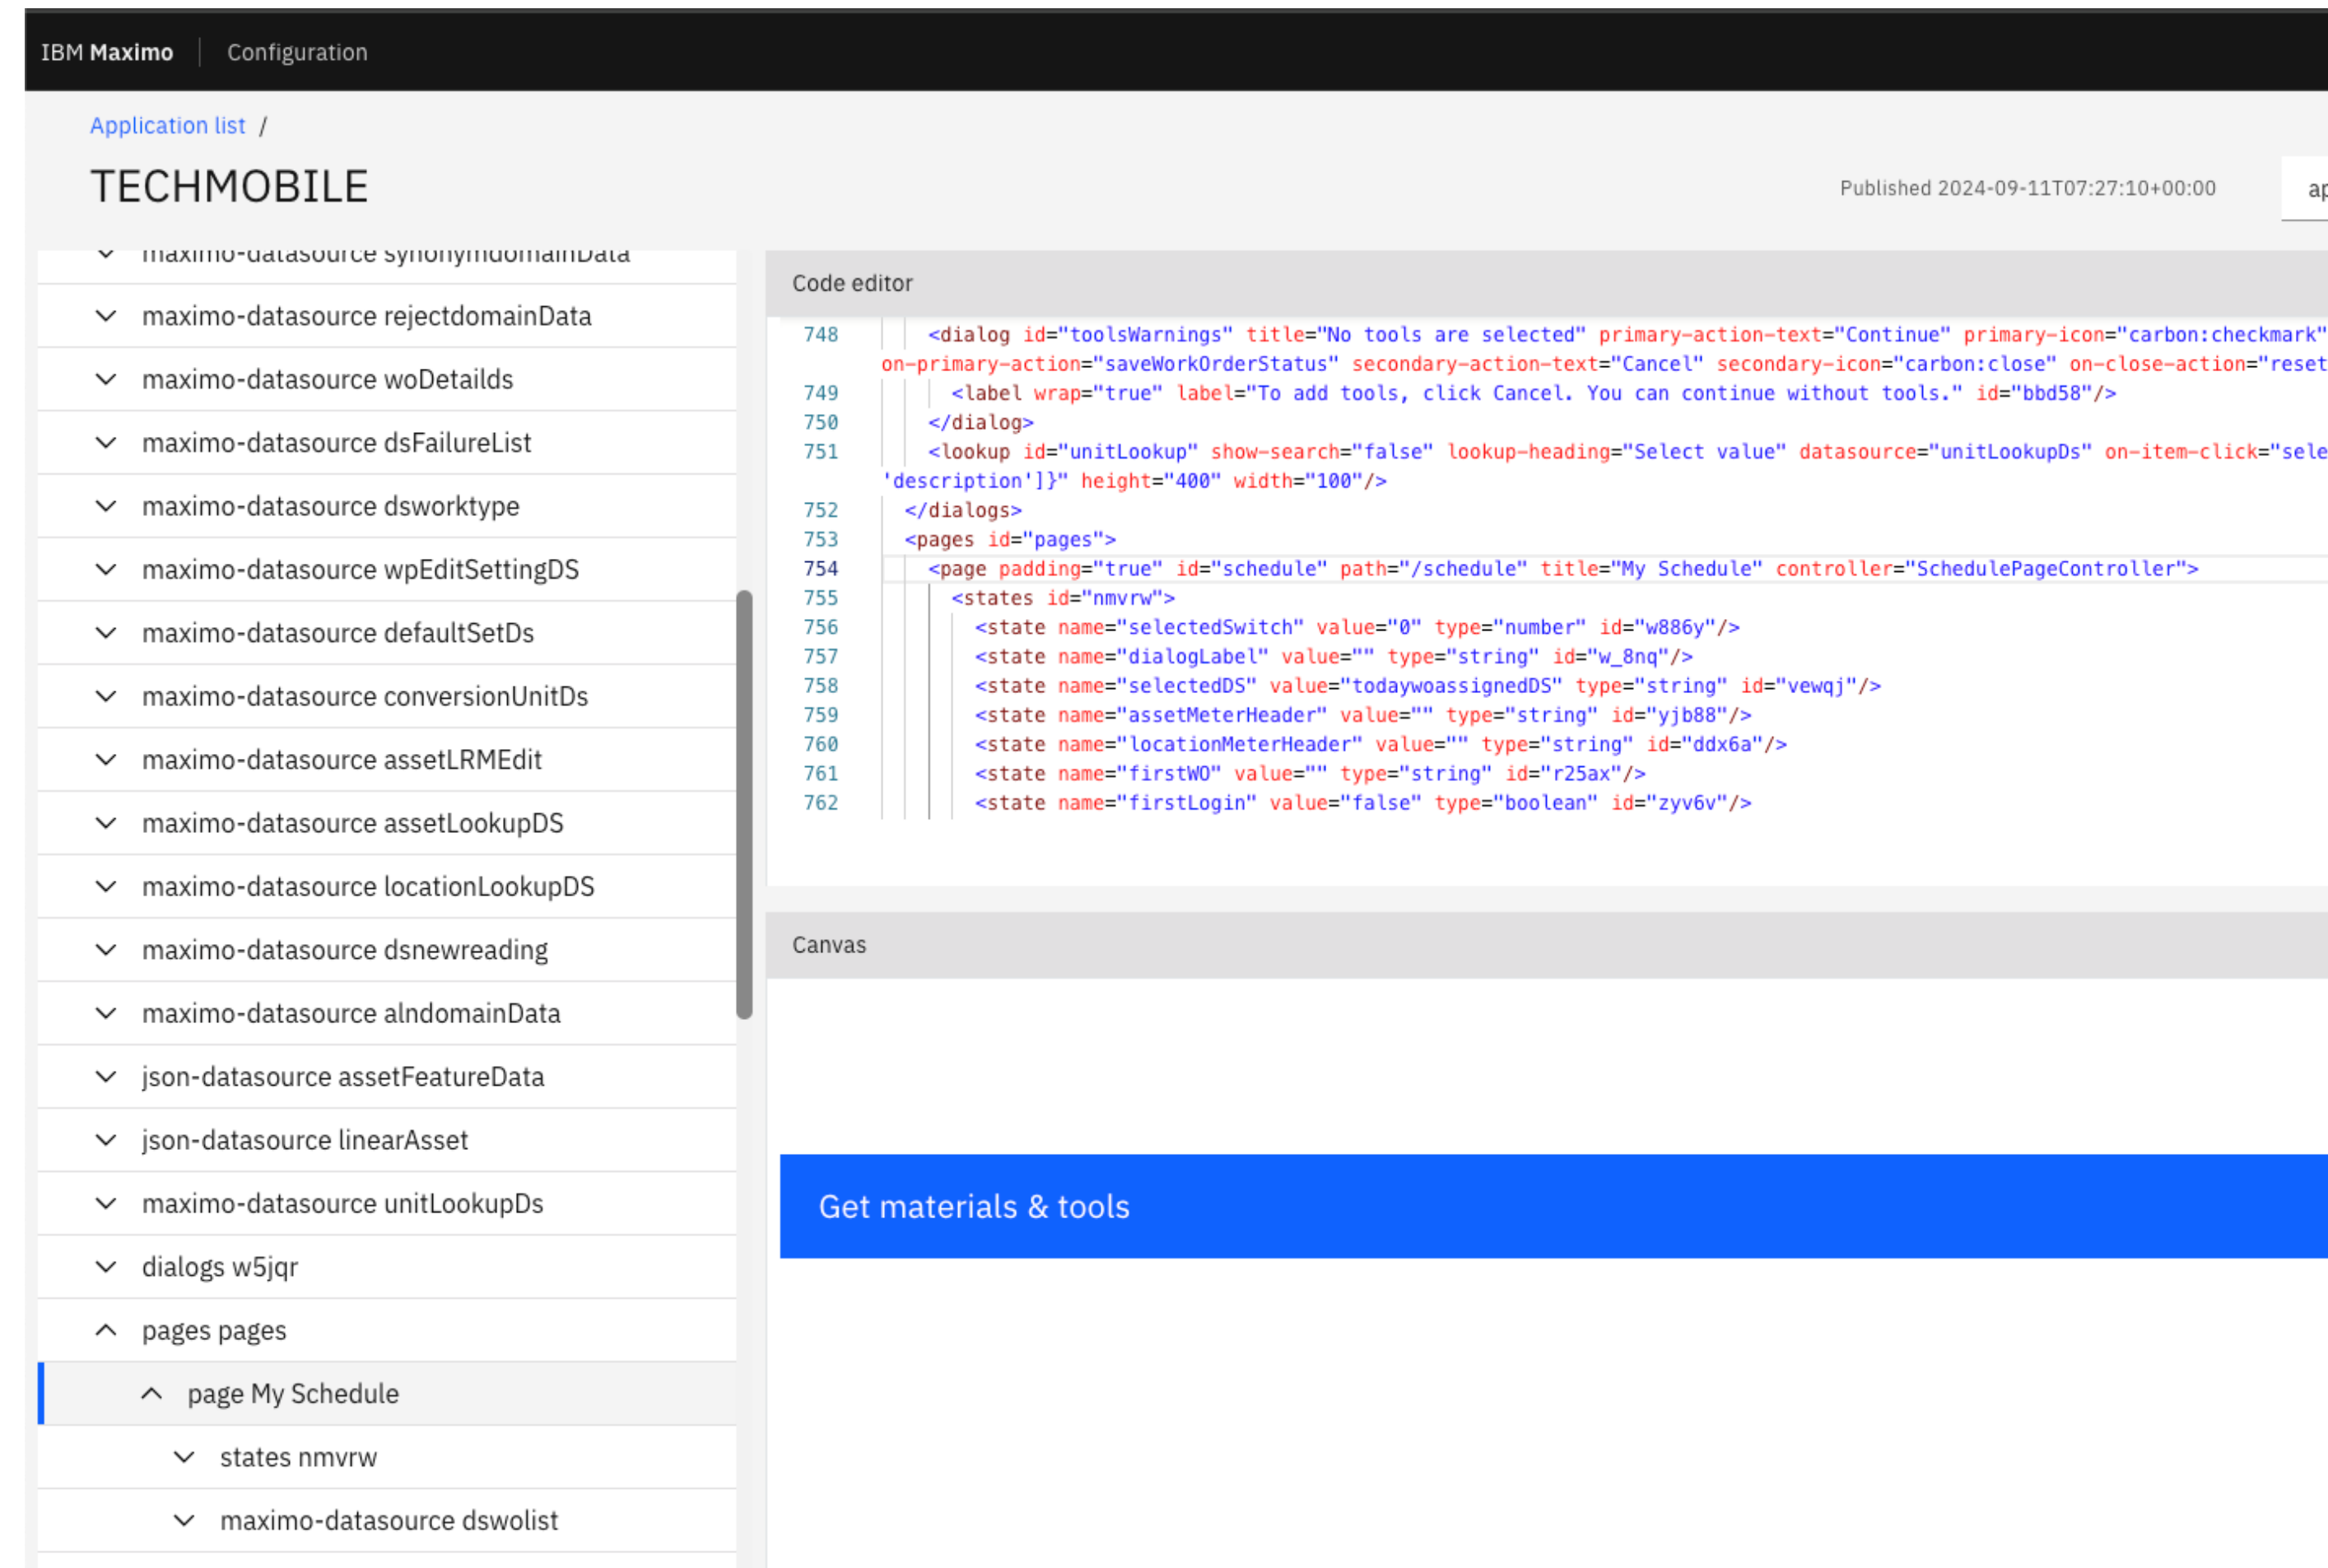 IBM Maximo Configuration
Application list /
TECHMOBILE
Published 2024-09-11T07:27:10+00:00
ap
maximo-datasource synonymdomainData
maximo-datasource rejectdomainData
maximo-datasource woDetailds
maximo-datasource dsFailureList
maximo-datasource dsworktype
maximo-datasource wpEditSettingDS
maximo-datasource defaultSetDs
maximo-datasource conversionUnitDs
maximo-datasource assetLRMEdit
maximo-datasource assetLookupDS
maximo-datasource locationLookupDS
maximo-datasource dsnewreading
maximo-datasource alndomainData
json-datasource assetFeatureData
json-datasource linearAsset
maximo-datasource unitLookupDs
dialogs w5jqr
pages pages
page My Schedule
states nmvrw
maximo-datasource dswolist
Code editor
748 <dialog id="toolsWarnings" title="No tools are selected" primary-action-text="Continue" primary-icon="carbon:checkmark"
on-primary-action="saveWorkOrderStatus" secondary-action-text="Cancel" secondary-icon="carbon:close" on-close-action="reset
749 <label wrap="true" label="To add tools, click Cancel. You can continue without tools." id="bbd58"/>
750 </dialog>
751 <lookup id="unitLookup" show-search="false" lookup-heading="Select value" datasource="unitLookupDs" on-item-click="sele
'description']}" height="400" width="100"/>
752 </dialogs>
753 <pages id="pages">
754 <page padding="true" id="schedule" path="/schedule" title="My Schedule" controller="SchedulePageController">
755 <states id="nmvrw">
756 <state name="selectedSwitch" value="0" type="number" id="w886y"/>
757 <state name="dialogLabel" value="" type="string" id="w_8nq"/>
758 <state name="selectedDS" value="todaywoassignedDS" type="string" id="vewqj"/>
759 <state name="assetMeterHeader" value="" type="string" id="yjb88"/>
760 <state name="locationMeterHeader" value="" type="string" id="ddx6a"/>
761 <state name="firstWO" value="" type="string" id="r25ax"/>
762 <state name="firstLogin" value="false" type="boolean" id="zyv6v"/>
Canvas
Get materials & tools